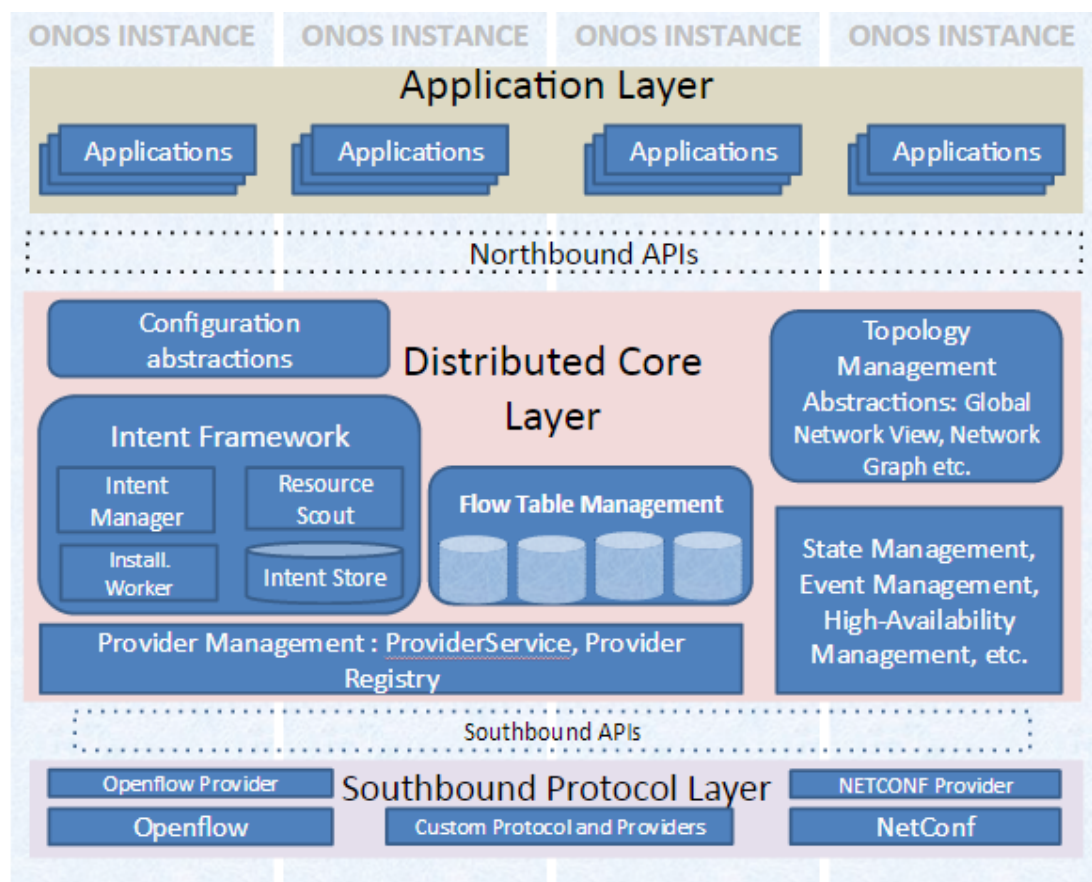 ONOS INSTANCE
ONOS INSTANCE
ONOS INSTANCE
ONOS INSTANCE
Application Layer
Applications
Applications
Applications
Applications
Northbound APIs
Configuration
abstractions
Distributed Core
Layer
Topology
Management
Abstractions: Global
Network View, Network
Graph etc.
Intent Framework
Intent
Manager
Resource
Scout
Install.
Worker
Intent Store
Flow Table Management
State Management,
Event Management,
High-Availability
Management, etc.
Provider Management : ProviderService, Provider
Registry
Southbound APIs
Southbound Protocol Layer
Openflow Provider
Openflow
Custom Protocol and Providers
NETCONF Provider
NetConf